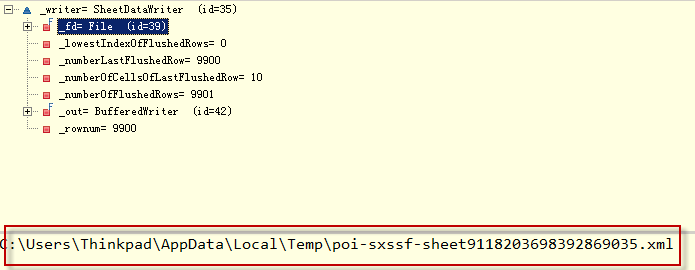 _writer= SheetDataWriter (id=35)
_fd= File (id=39)
_lowestIndexOfFlushedRows= 0
_numberLastFlushedRow= 9900
_numberOfCellsOfLastFlushedRow= 10
_numberOfFlushedRows= 9901
_out= BufferedWriter (id=42)
_rownum= 9900
C:\Users\Thinkpad\AppData\Local\Temp\poi-sxssf-sheet9118203698392869035.xml